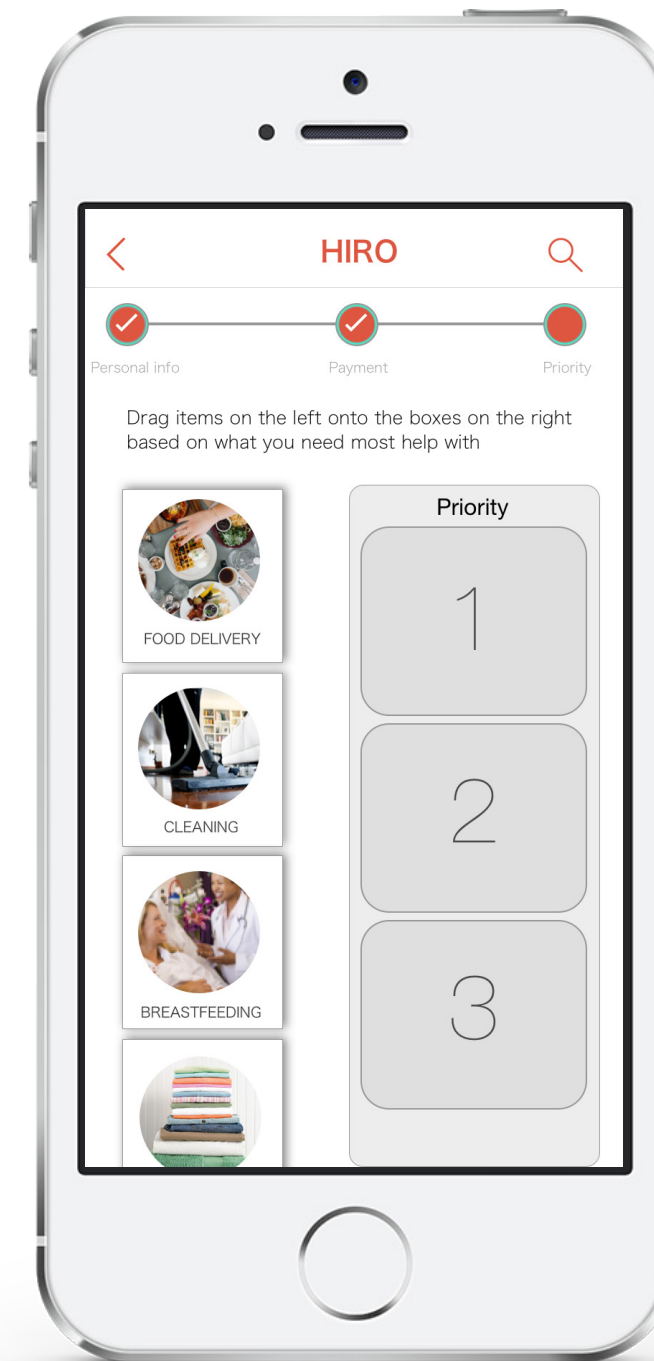 HIRO
Personal info
Payment
Priority
Drag items on the left onto the boxes on the right
based on what you need most help with
FOOD DELIVERY
CLEANING
BREASTFEEDING
Priority
1
2
3